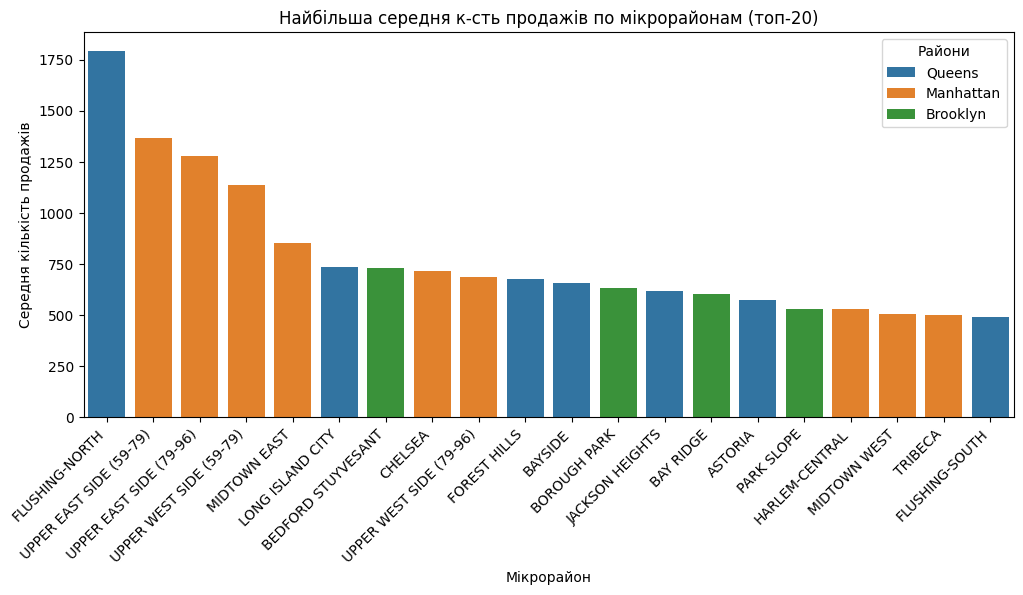 Найбільша середня к-сть продажів по мікрорайонам (топ-20)
Райони
Queens
Manhattan
Brooklyn
Середня кількість продажів
1750
1500
1250
1000
750
500
250
0
FLUSHING-NORTH
UPPER EAST SIDE (59-79)
UPPER EAST SIDE (79-96)
UPPER WEST SIDE (59-79)
MIDTOWN EAST
LONG ISLAND CITY
BEDFORD STUYVESANT
CHELSEA
UPPER WEST SIDE (79-96)
FOREST HILLS
BAYSIDE
BOROUGH PARK
JACKSON HEIGHTS
BAY RIDGE
ASTORIA
PARK SLOPE
HARLEM-CENTRAL
MIDTOWN WEST
TRIBECA
FLUSHING-SOUTH
Мікрорайон